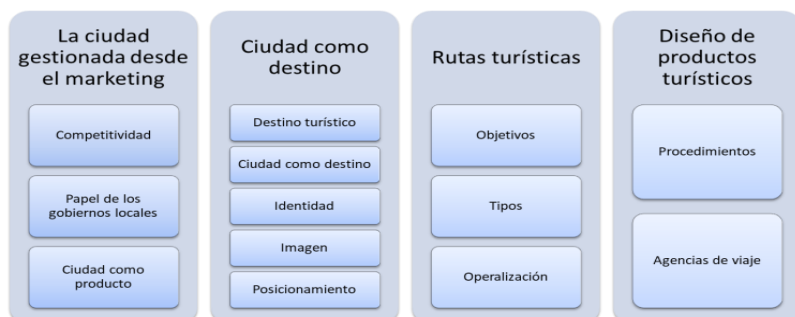 La ciudad
gestionada desde
el marketing
Competitividad
Papel de los
gobiernos locales
Ciudad como
producto
Ciudad como
destino
Destino turístico
Ciudad como destino
Identidad
Imagen
Posicionamiento
Rutas turísticas
Objetivos
Tipos
Operalización
Diseño de
productos
turísticos
Procedimientos
Agencias de viaje